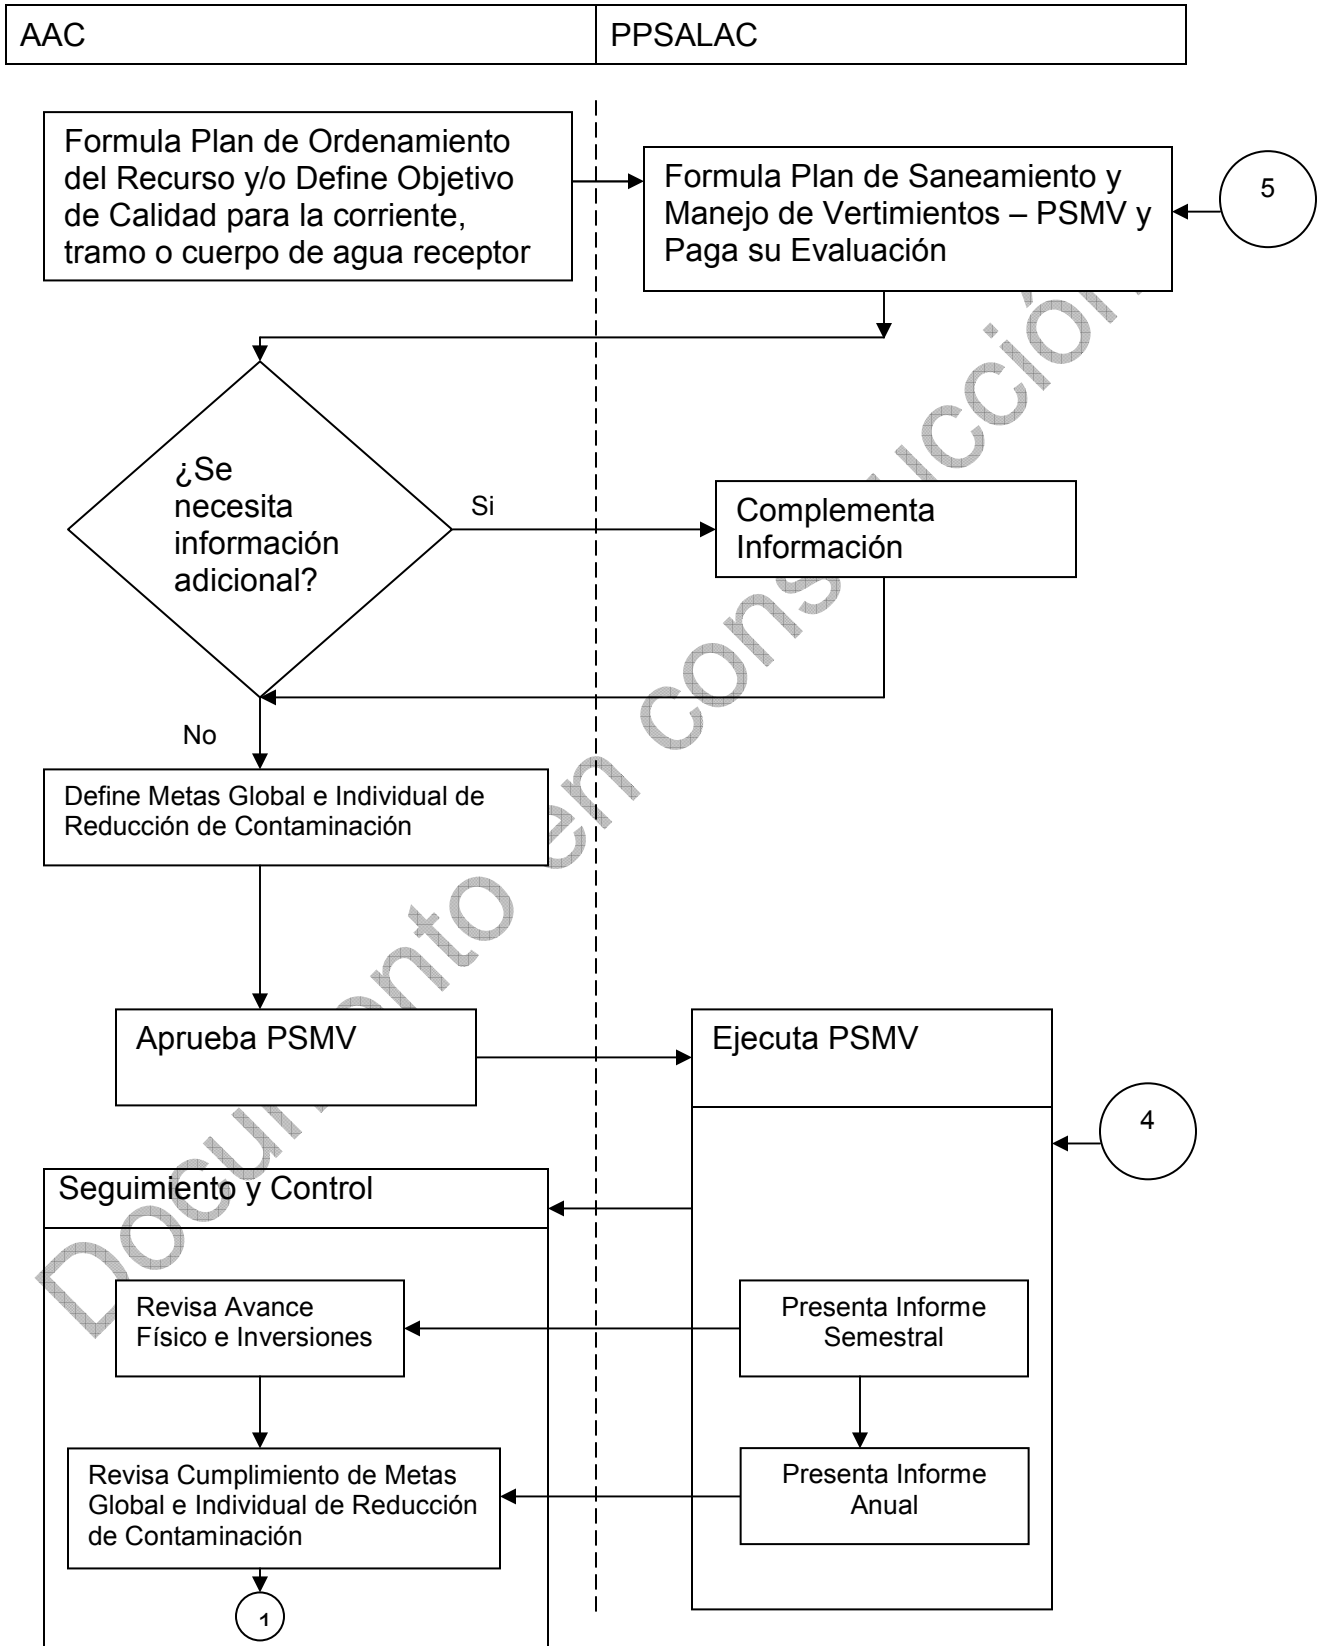 AAC
PPSALAC
Formula Plan de Ordenamiento
del Recurso y/o Define Objetivo
de Calidad para la corriente,
tramo o cuerpo de agua receptor
Formula Plan de Saneamiento y
Manejo de Vertimientos – PSMV y
Paga su Evaluación
5
¿Se
necesita
información
adicional?
Si
Complementa
Información
No
Define Metas Global e Individual de
Reducción de Contaminación
Aprueba PSMV
Ejecuta PSMV
4
Seguimiento y Control
Revisa Avance
Físico e Inversiones
Presenta Informe
Semestral
Revisa Cumplimiento de Metas
Global e Individual de Reducción
de Contaminación
Presenta Informe
Anual
1
Documento en construcción